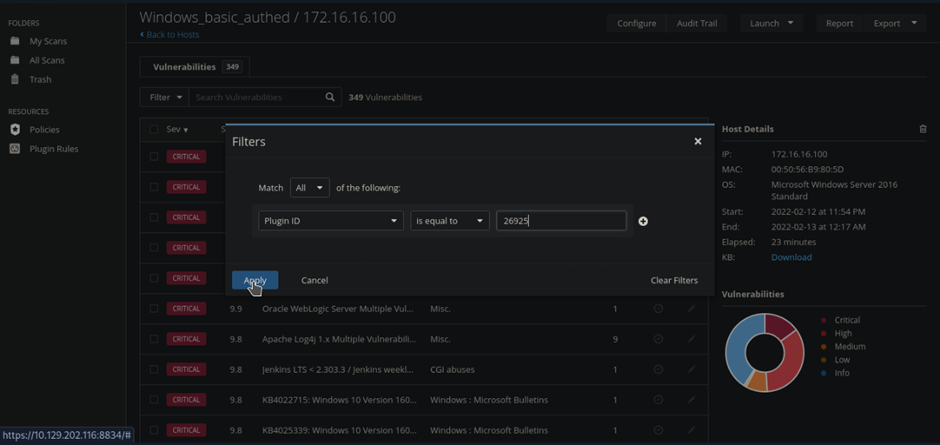 Windows_basic_authed / 172.16.16.100
Configure Audit Trail Launch Report Export
FOLDERS
Back to Hosts
My Scans
All Scans
Trash
Vulnerabilities 349
RESOURCES
Filter Search Vulnerabilities 349 Vulnerabilities
Policies
Plugin Rules
Sev S
Host Details
Filters
CRITICAL
IP: 172.16.16.100
MAC: 00:50:56:B9:80:5D
OS: Microsoft Windows Server 2016
Standard
Match All of the following:
CRITICAL
Start: 2022-02-12 at 11:54 PM
CRITICAL
Plugin ID is equal to 26925
End: 2022-02-13 at 12:17 AM
Elapsed: 23 minutes
CRITICAL
KB: Download
CRITICAL
Apply Cancel Clear Filters
Vulnerabilities
CRITICAL 9.9 Oracle WebLogic Server Multiple Vul... Misc. 1
Critical
High
CRITICAL 9.8 Apache Log4j 1.x Multiple Vulnerabili... Misc. 9
Medium
Low
CRITICAL 9.8 Jenkins LTS < 2.303.3 / Jenkins weekl... CGI abuses 1
Info
CRITICAL 9.8 KB4022715: Windows 10 Version 160... Windows : Microsoft Bulletins 1
CRITICAL 9.8 KB4025339: Windows 10 Version 160... Windows : Microsoft Bulletins 1
https://10.129.202.116:8834/#